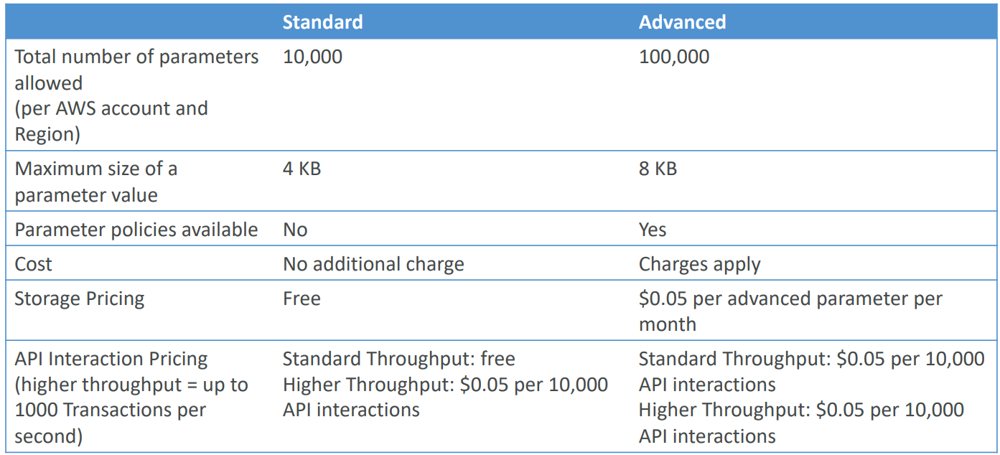 Standard Advanced
Total number of parameters 10,000 100,000
allowed
(per AWS account and
Region)
Maximum size of a 4 KB 8 KB
parameter value
Parameter policies available No Yes
Cost No additional charge Charges apply
Storage Pricing Free $0.05 per advanced parameter per
month
API Interaction Pricing Standard Throughput: free Standard Throughput: $0.05 per 10,000
(higher throughput = up to Higher Throughput: $0.05 per 10,000 API interactions
1000 Transactions per API interactions Higher Throughput: $0.05 per 10,000
second) API interactions